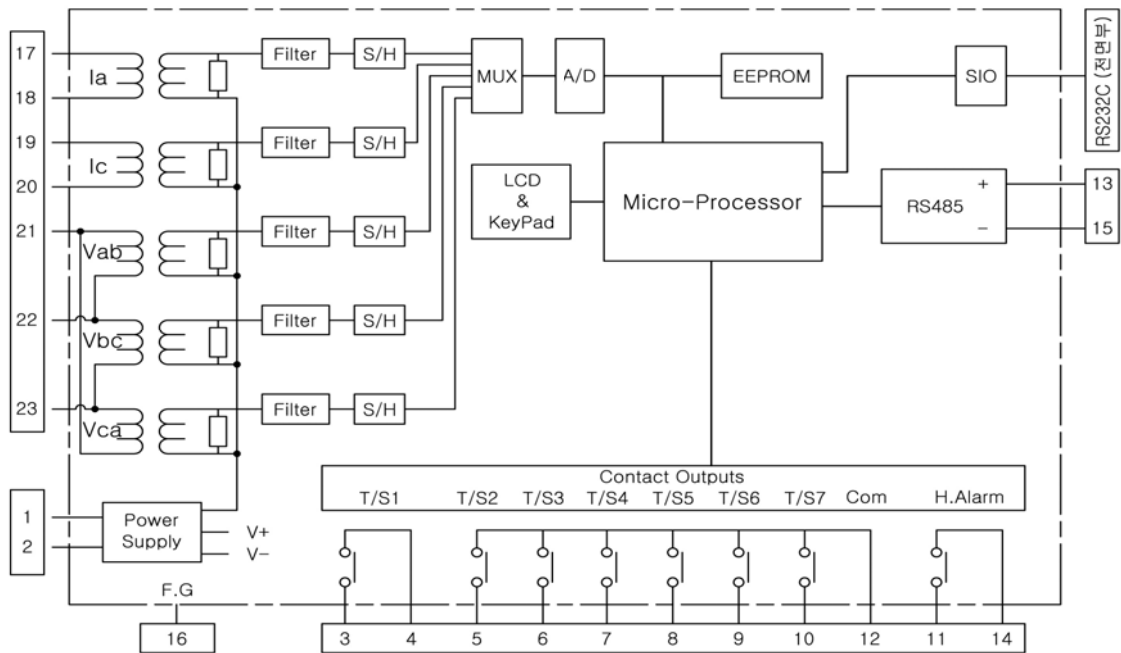 17
Ia
Filter
S/H
18
19
Ic
Filter
S/H
20
21
Vab
Filter
S/H
22
Vbc
Filter
S/H
23
Vca
Filter
S/H
MUX
A/D
EEPROM
SIO
RS232C (전면부)
LCD
&
KeyPad
Micro-Processor
RS485
+
-
13
15
1
2
Power
Supply
V+
V-
F.G
16
Contact Outputs
T/S1 T/S2 T/S3 T/S4 T/S5 T/S6 T/S7 Com H.Alarm
3 4 5 6 7 8 9 10 12 11 14